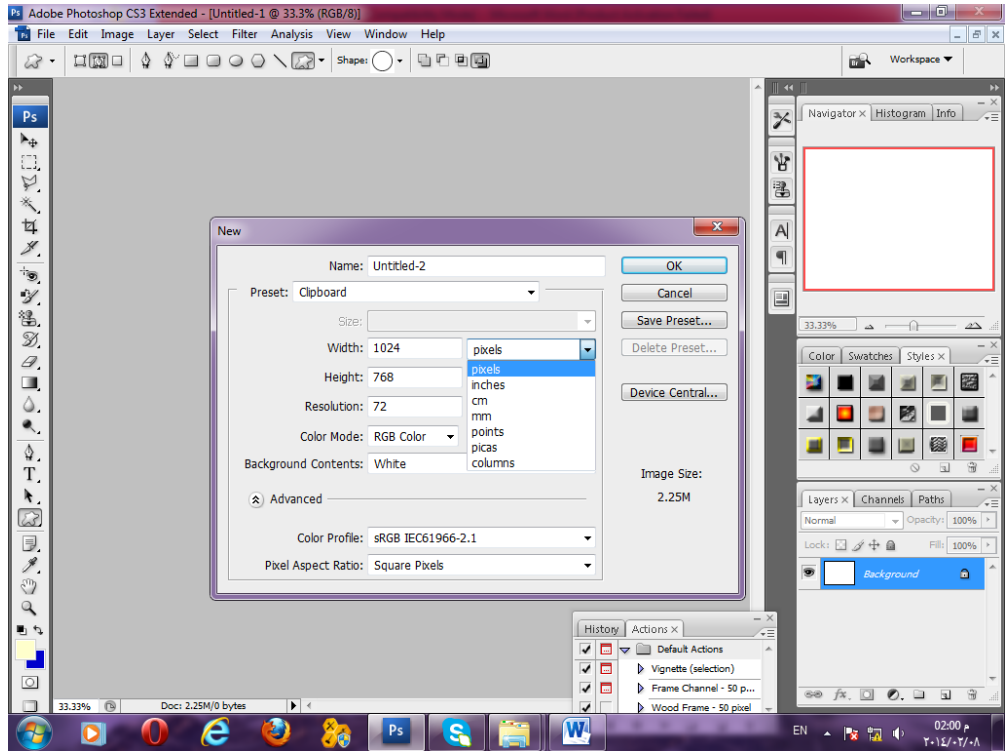 Ps Adobe Photoshop CS3 Extended - [Untitled-1 @ 33.3% (RGB/8)]
Ps File Edit Image Layer Select Filter Analysis View Window Help
Shape: Workspace
Ps
Navigator × Histogram Info
33.33%
Color Swatches Styles ×
Layers × Channels Paths
Normal Opacity: 100%
Lock: Fill: 100%
Background
New
Name: Untitled-2
OK
Preset: Clipboard
Cancel
Size:
Save Preset...
Width: 1024 pixels
Delete Preset...
pixels
Height: 768
inches
Device Central...
cm
Resolution: 72
mm
points
Color Mode: RGB Color
picas
Background Contents: White
columns
Image Size:
2.25M
Advanced
Color Profile: sRGB IEC61966-2.1
Pixel Aspect Ratio: Square Pixels
History Actions ×
Default Actions
Vignette (selection)
Frame Channel - 50 p...
Wood Frame - 50 pixel
33.33% Doc: 2.25M/0 bytes
Ps S W EN 02:00 م
٢٠١٤/٠٢/٠٨